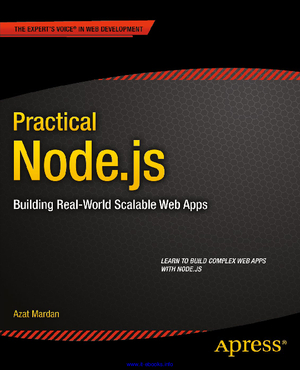 THE EXPERT'S VOICE® IN WEB DEVELOPMENT
Practical
Node.js
Building Real-World Scalable Web Apps
LEARN TO BUILD COMPLEX WEB APPS
WITH NODE.JS
Azat Mardan
Apress®